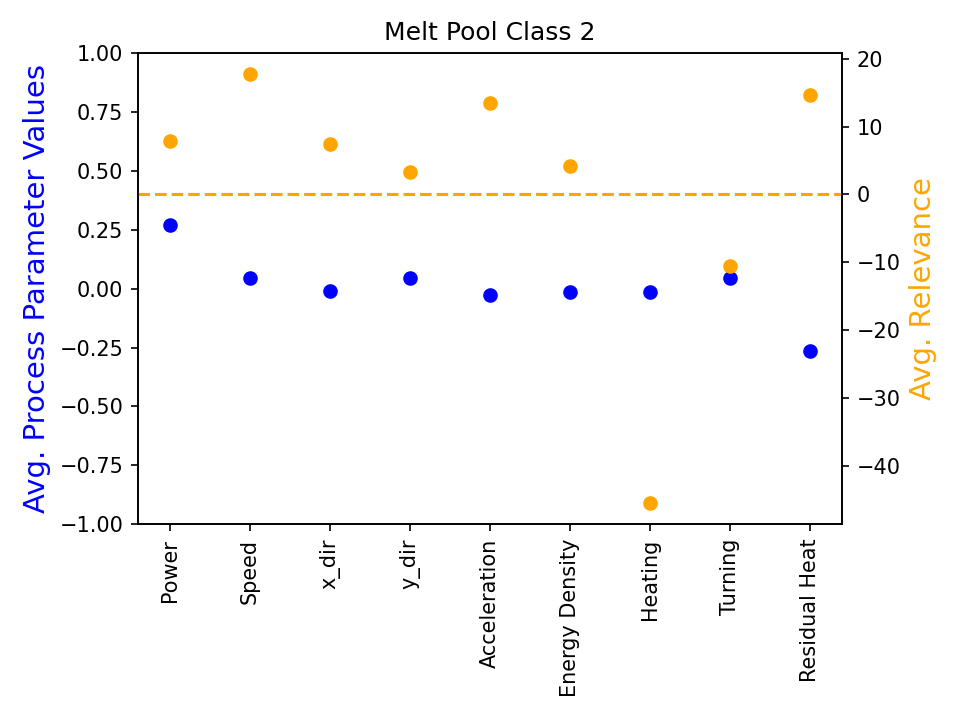 Melt Pool Class 2
Avg. Process Parameter Values
1.00
0.75
0.50
0.25
0.00
−0.25
−0.50
−0.75
−1.00
20
10
0
−10
−20
−30
−40
Avg. Relevance
Power
Speed
x_dir
y_dir
Acceleration
Energy Density
Heating
Turning
Residual Heat